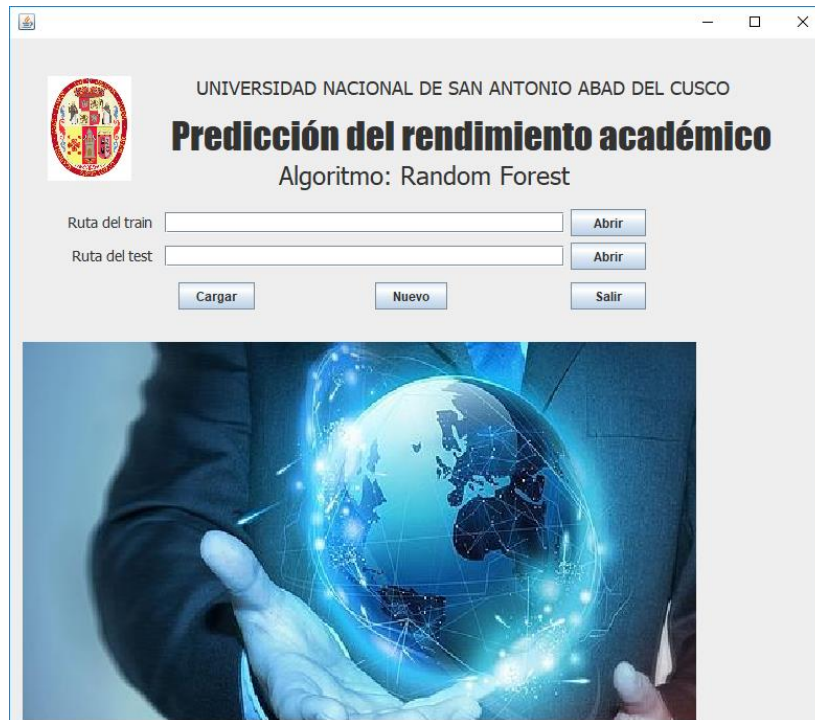 UNIVERSIDAD NACIONAL DE SAN ANTONIO ABAD DEL CUSCO
Predicción del rendimiento académico
Algoritmo: Random Forest
Ruta del train Abrir
Ruta del test Abrir
Cargar Nuevo Salir